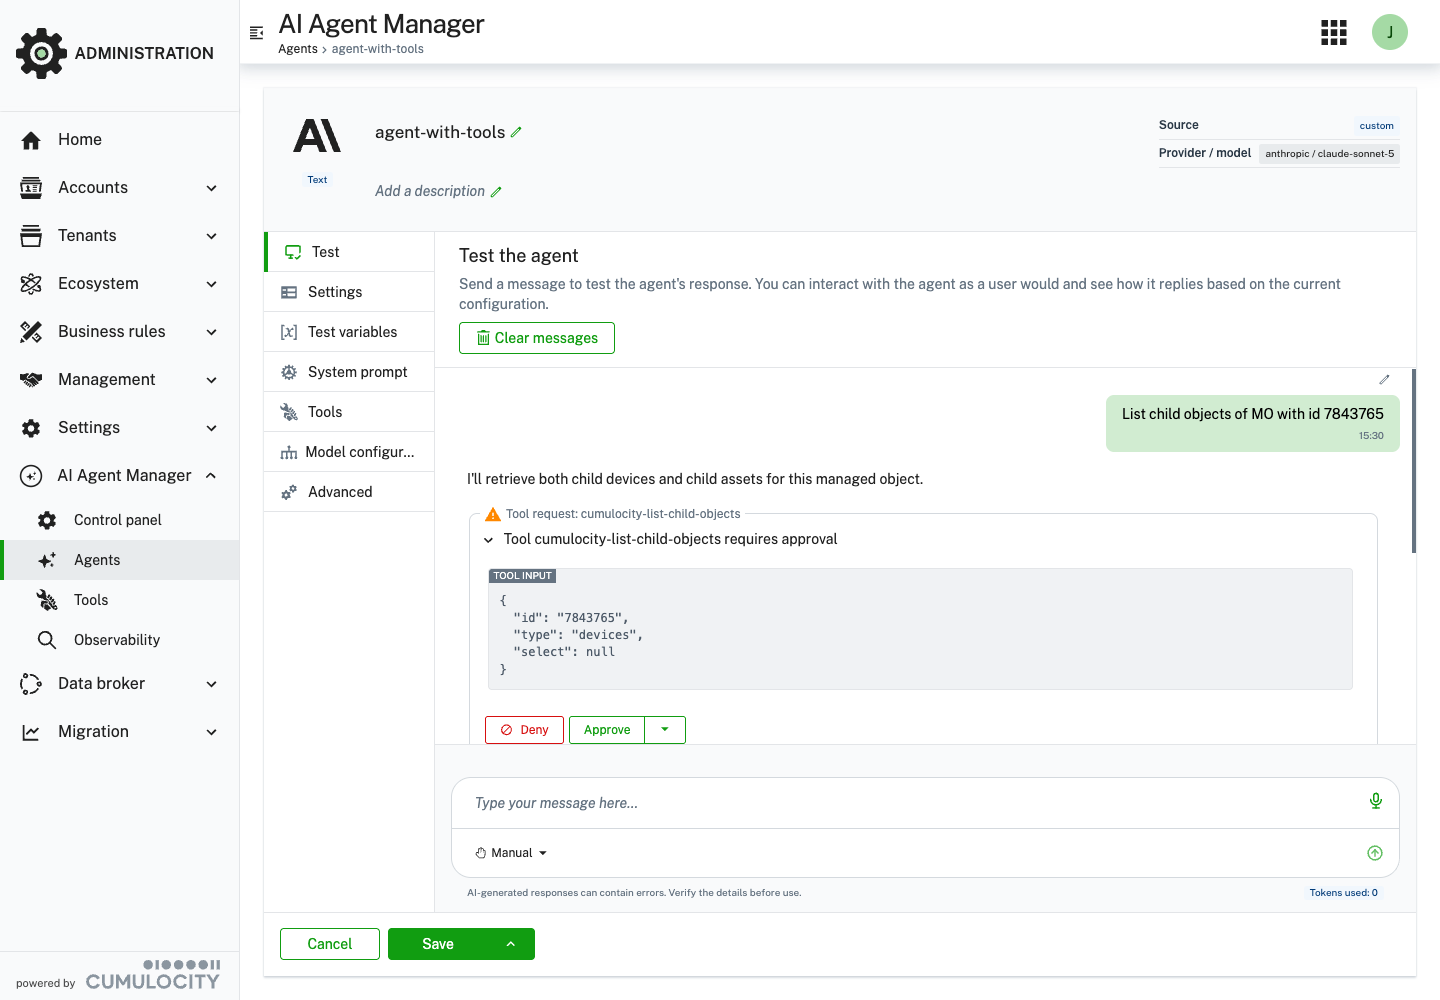 ADMINISTRATION
Home
Accounts
Tenants
Ecosystem
Business rules
Management
Settings
AI Agent Manager
Control panel
Agents
Tools
Observability
Data broker
Migration
powered by
CUMULOCITY
AI Agent Manager
Agents > agent-with-tools
J
Text
agent-with-tools
Add a description
Source custom
Provider / model anthropic / claude-sonnet-5
Test
Settings
Test variables
System prompt
Tools
Model configur...
Advanced
Test the agent
Send a message to test the agent's response. You can interact with the agent as a user would and see how it replies based on the current
configuration.
Clear messages
List child objects of MO with id 7843765
15:30
I'll retrieve both child devices and child assets for this managed object.
Tool request: cumulocity-list-child-objects
Tool cumulocity-list-child-objects requires approval
TOOL INPUT
{
"id": "7843765",
"type": "devices",
"select": null
}
Deny
Approve
Type your message here...
Manual
AI-generated responses can contain errors. Verify the details before use.
Tokens used: 0
Cancel
Save